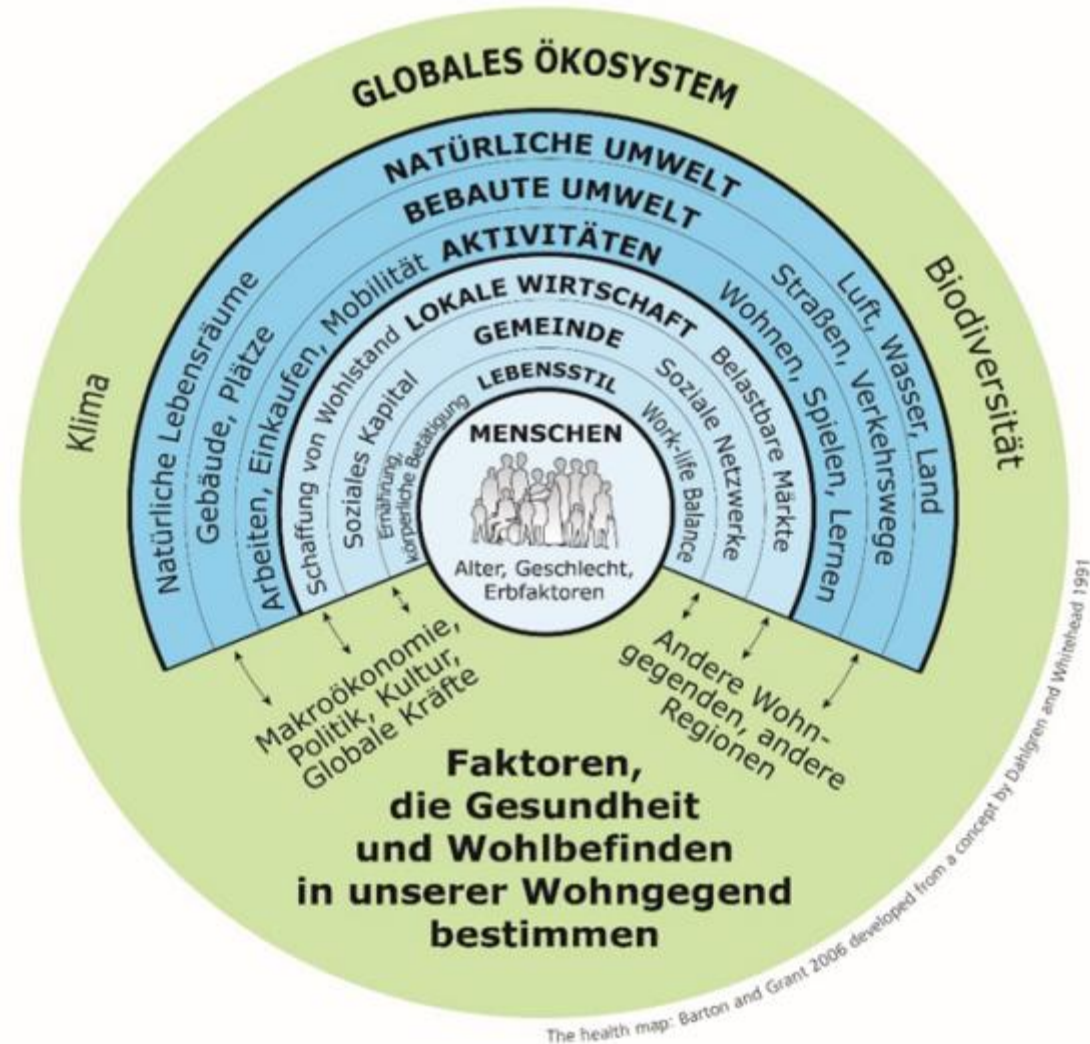 GLOBALES ÖKOSYSTEM
Klima
Biodiversität
NATÜRLICHE UMWELT
Natürliche Lebensräume
Luft, Wasser, Land
BEBAUTE UMWELT
Gebäude, Plätze
Straßen, Verkehrswege
AKTIVITÄTEN
Arbeiten, Einkaufen, Mobilität
Wohnen, Spielen, Lernen
LOKALE WIRTSCHAFT
Schaffung von Wohlstand
Belastbare Märkte
GEMEINDE
Soziales Kapital
Soziale Netzwerke
LEBENSSTIL
Ernährung,
körperliche Betätigung
Work-life Balance
MENSCHEN
Alter, Geschlecht,
Erbfaktoren
Makroökonomie,
Politik, Kultur,
Globale Kräfte
Andere Wohn-
gegenden, andere
Regionen
Faktoren,
die Gesundheit
und Wohlbefinden
in unserer Wohngegend
bestimmen
The health map: Barton and Grant 2006 developed from a concept by Dahlgren and Whitehead 1991